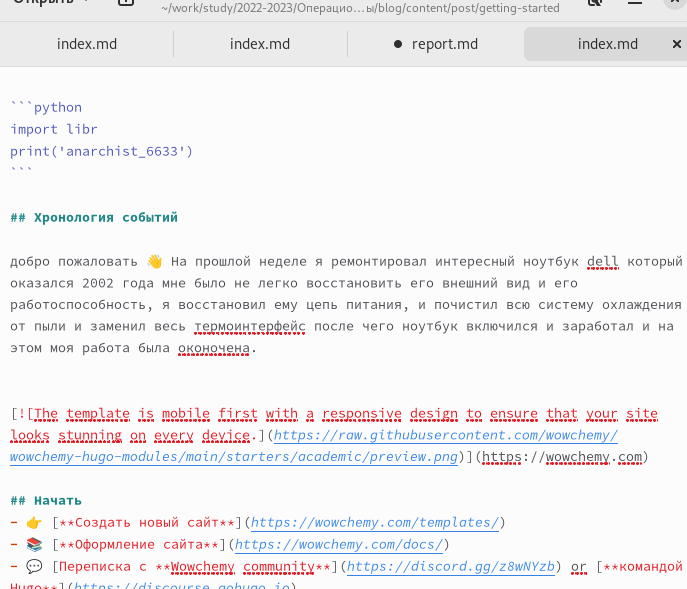 Открыть
~/work/study/2022-2023/Операцио…ы/blog/content/post/getting-started
index.md index.md ● report.md index.md ×
```python
import libr
print('anarchist_6633')
```
## Хронология событий
добро пожаловать 👋 На прошлой неделе я ремонтировал интересный ноутбук dell который
оказался 2002 года мне было не легко восстановить его внешний вид и его
работоспособность, я восстановил ему цепь питания, и почистил всю систему охлаждения
от пыли и заменил весь термоинтерфейс после чего ноутбук включился и заработал и на
этом моя работа была оконочена.
[![The template is mobile first with a responsive design to ensure that your site
looks stunning on every device.](https://raw.githubusercontent.com/wowchemy/
wowchemy-hugo-modules/main/starters/academic/preview.png)](https://wowchemy.com)
## Начать
- 👉 [**Создать новый сайт**](https://wowchemy.com/templates/)
- 📚 [**Оформление сайта**](https://wowchemy.com/docs/)
- 💬 [Переписка с **Wowchemy community**](https://discord.gg/z8wNYzb) or [**командой
Hugo**](https://discourse.gohugo.io)